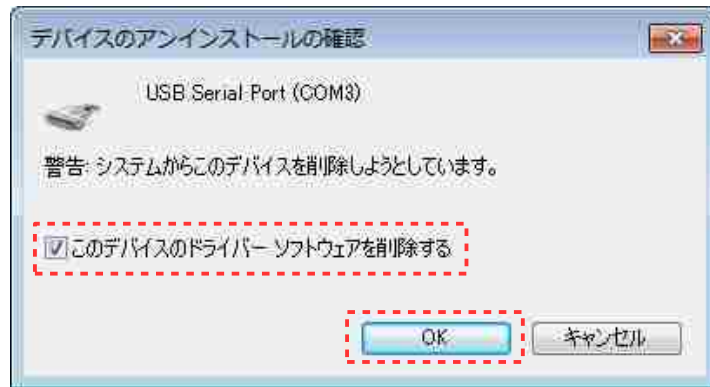 デバイスのアンインストールの確認
USB Serial Port (COM3)
警告: システムからこのデバイスを削除しようとしています。
このデバイスのドライバー ソフトウェアを削除する
OK
キャンセル